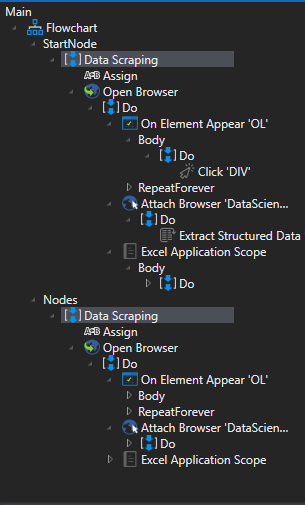 Main
Flowchart
StartNode
Data Scraping
A*B Assign
Open Browser
Do
On Element Appear 'OL'
Body
Do
Click 'DIV'
RepeatForever
Attach Browser 'DataScien...
Do
Extract Structured Data
Excel Application Scope
Body
Do
Nodes
Data Scraping
A*B Assign
Open Browser
Do
On Element Appear 'OL'
Body
RepeatForever
Attach Browser 'DataScien...
Do
Excel Application Scope